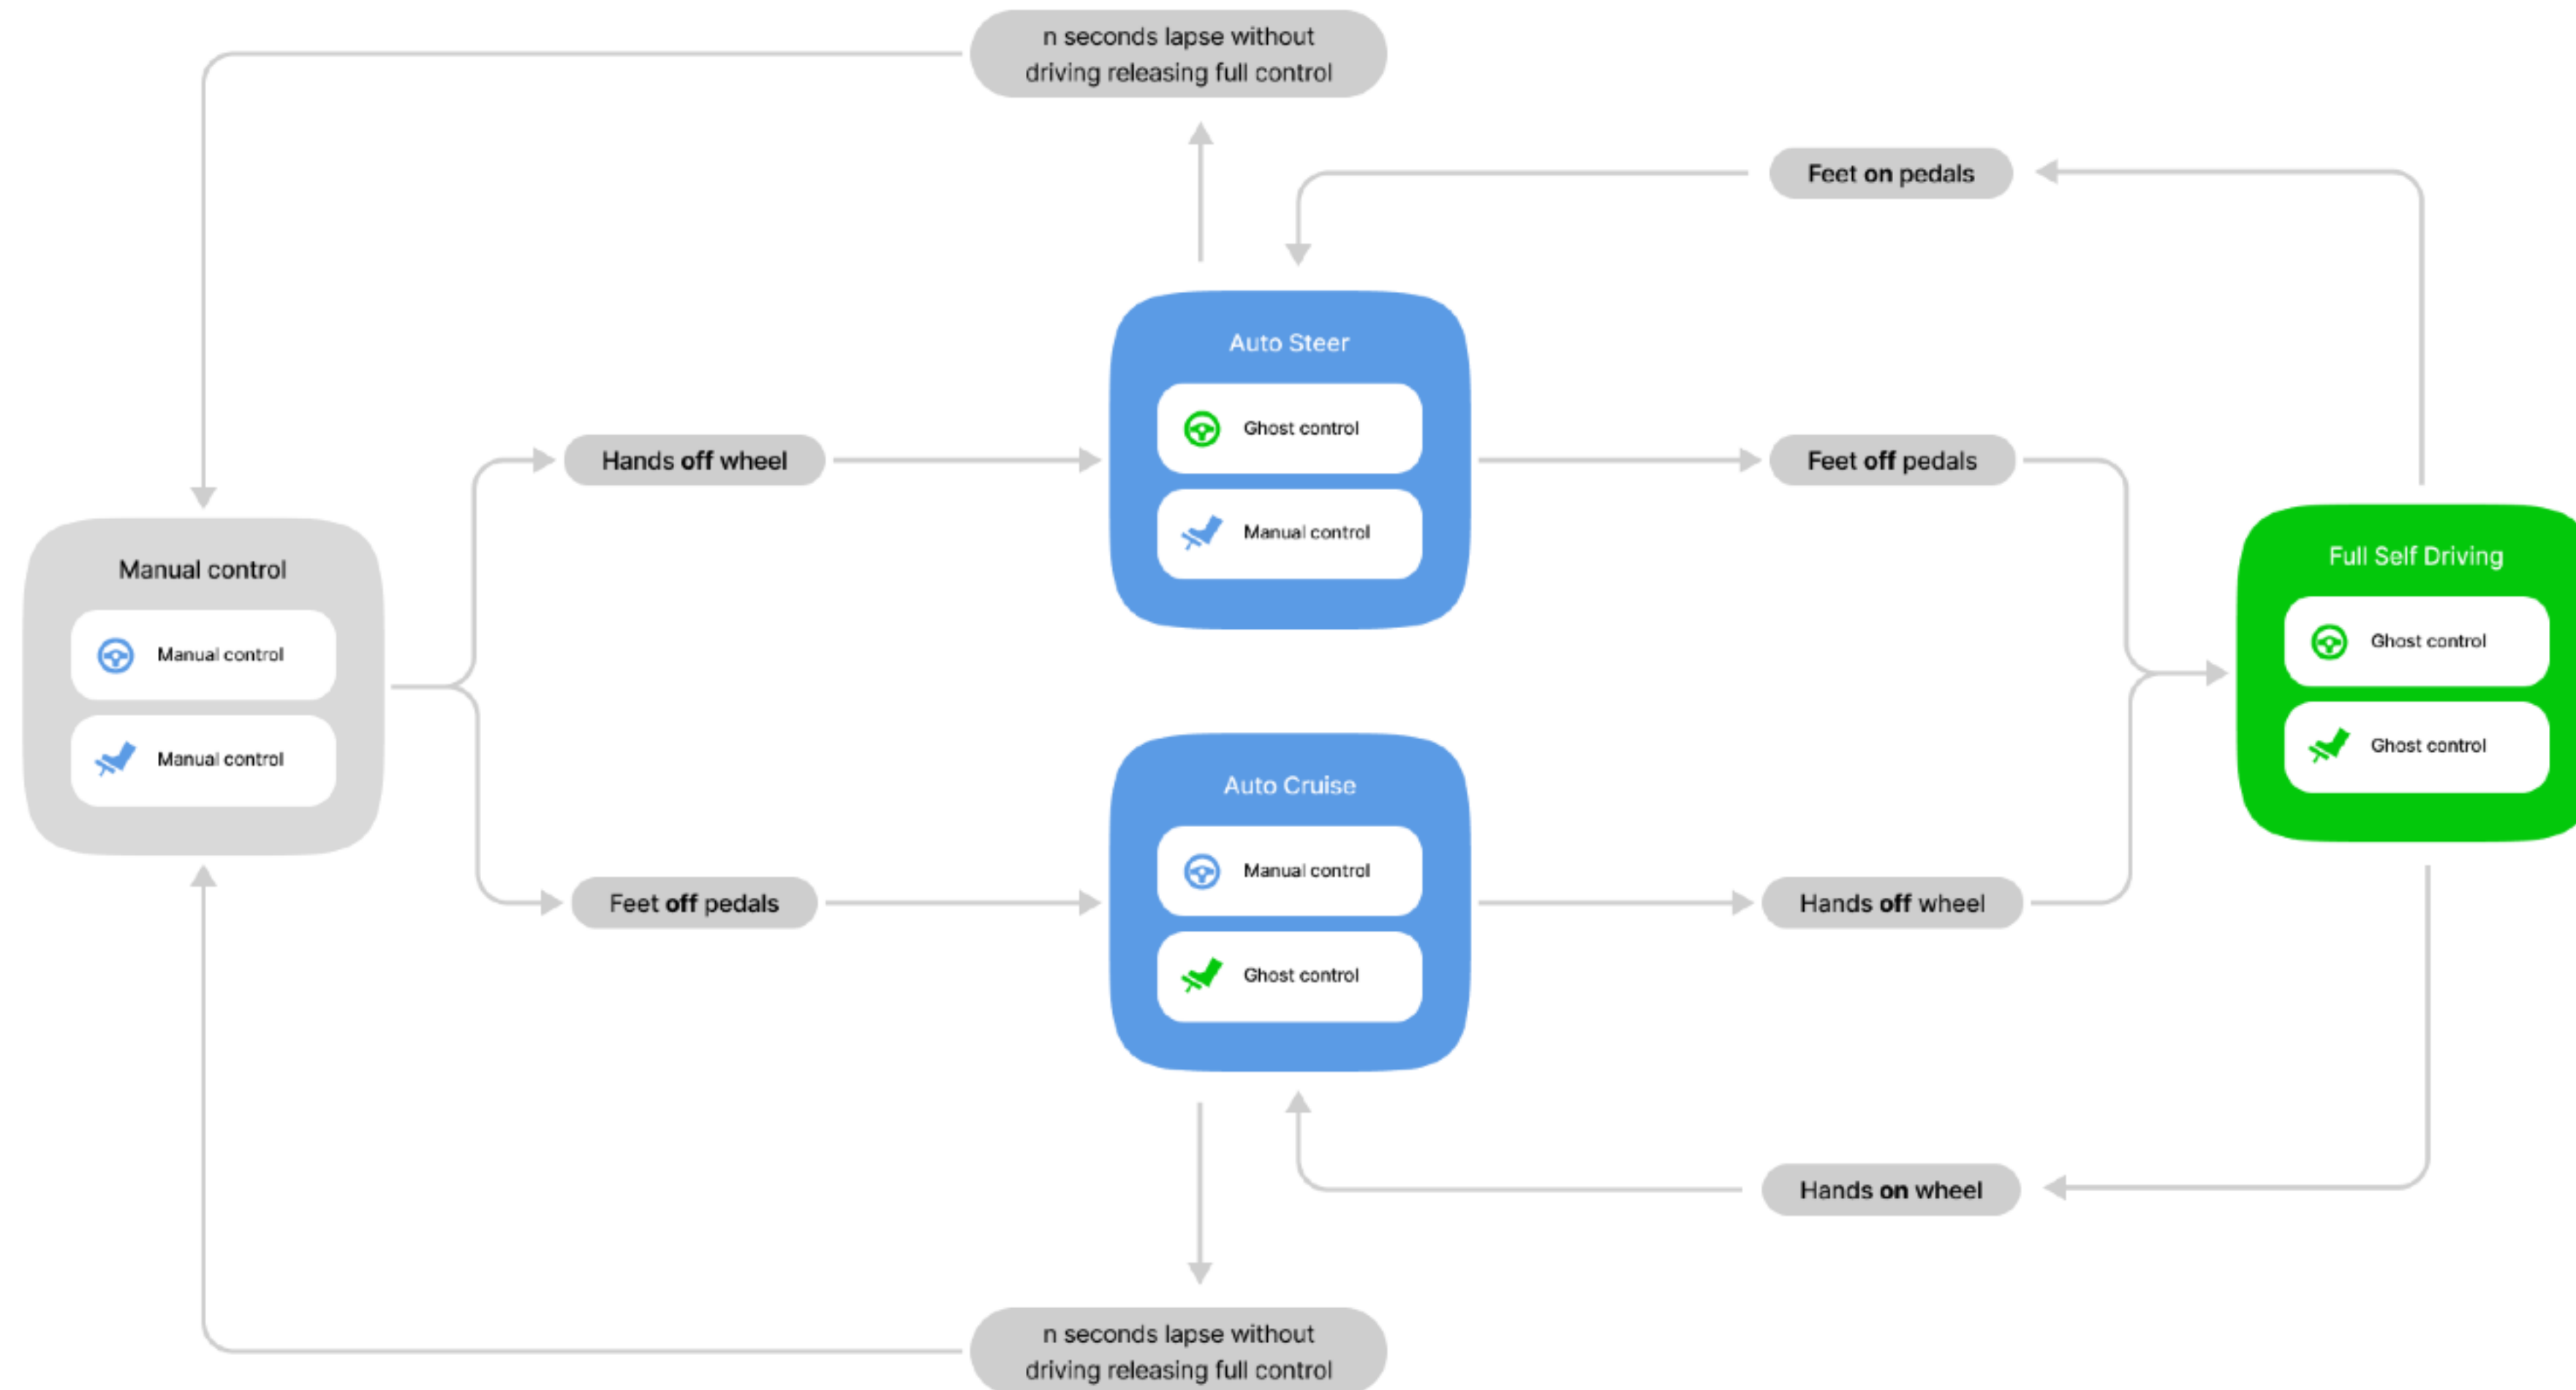 n seconds lapse without
driving releasing full control
Feet on pedals
Auto Steer
Ghost control
Manual control
Hands off wheel
Feet off pedals
Manual control
Manual control
Manual control
Full Self Driving
Ghost control
Ghost control
Auto Cruise
Manual control
Ghost control
Feet off pedals
Hands off wheel
Hands on wheel
n seconds lapse without
driving releasing full control